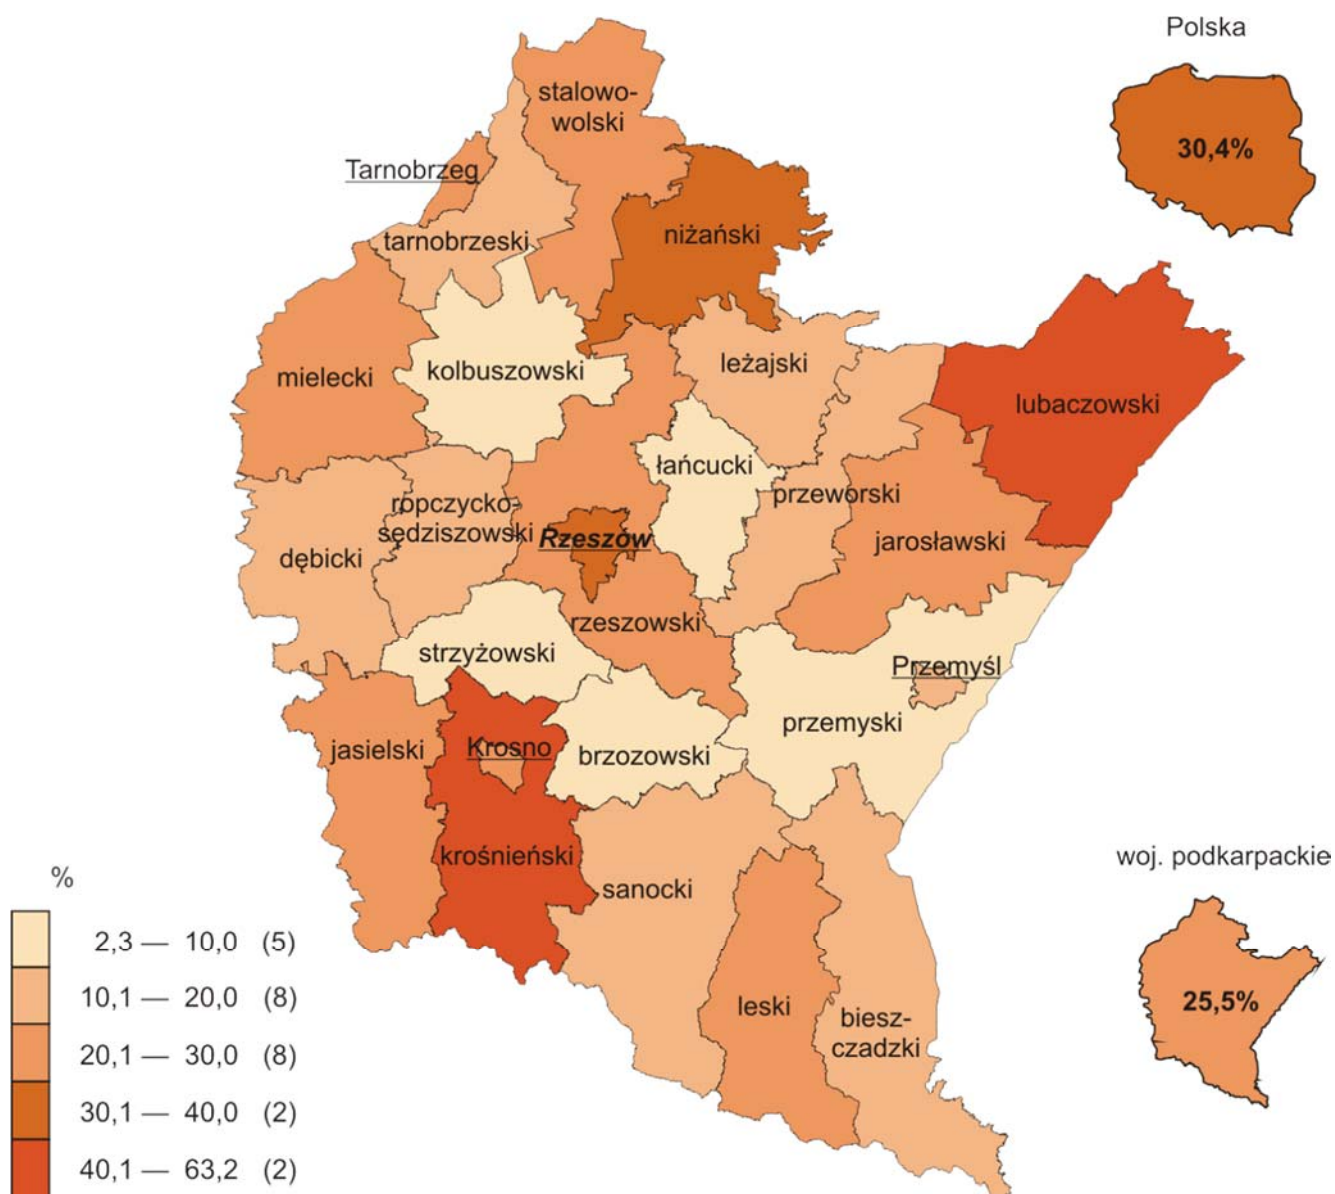 Polska
30,4%
stalowo-
wolski
Tarnobrzeg
tarnobrzeski
niżański
mielecki
kolbuszowski
leżajski
lubaczowski
łańcucki
przeworski
ropczycko-
sędziszowski
Rzeszów
jarosławski
dębicki
rzeszowski
strzyżowski
Przemyśl
przemyski
jasielski
Krosno
brzozowski
krośnieński
sanocki
leski
biesz-
czadzki
woj. podkarpackie
25,5%
%
2,3 — 10,0 (5)
10,1 — 20,0 (8)
20,1 — 30,0 (8)
30,1 — 40,0 (2)
40,1 — 63,2 (2)